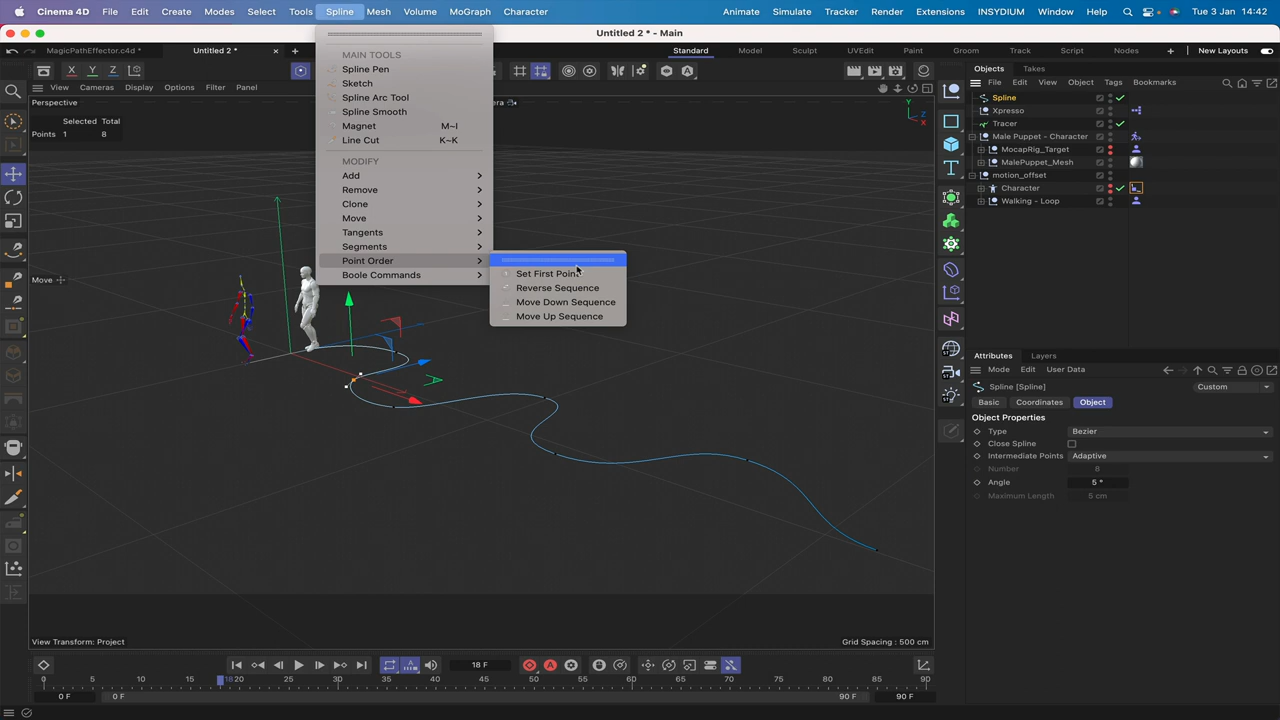 Cinema 4D File Edit Create Modes Select Tools Spline Mesh Volume MoGraph Character Animate Simulate Tracker Render Extensions INSYDIUM Window Help Tue 3 Jan 14:42
Untitled 2 * - Main
MagicPathEffector.c4d * Untitled 2 * Standard Model Sculpt UVEdit Paint Groom Track Script Nodes New Layouts
MAIN TOOLS
Spline Pen
Sketch
Spline Arc Tool
Spline Smooth
Magnet M~I
Line Cut K~K
MODIFY
Add
Remove
Clone
Move
Tangents
Segments
Point Order
Boole Commands
Set First Point
Reverse Sequence
Move Down Sequence
Move Up Sequence
X Y Z
View Cameras Display Options Filter Panel
Perspective
Selected Total
Points 1 8
Move
Y
X
Z
View Transform: Project
Grid Spacing : 500 cm
Objects Takes
File Edit View Object Tags Bookmarks
Spline
Xpresso
Tracer
Male Puppet - Character
MocapRig_Target
MalePuppet_Mesh
motion_offset
Character
Walking - Loop
Attributes Layers
Mode Edit User Data
Spline [Spline] Custom
Basic Coordinates Object
Object Properties
Type Bezier
Close Spline
Intermediate Points Adaptive
Number 8
Angle 5 °
Maximum Length 5 cm
18 F
0 5 10 15 18 20 25 30 35 40 45 50 55 60 65 70 75 80 85 90
0 F 0 F 90 F 90 F